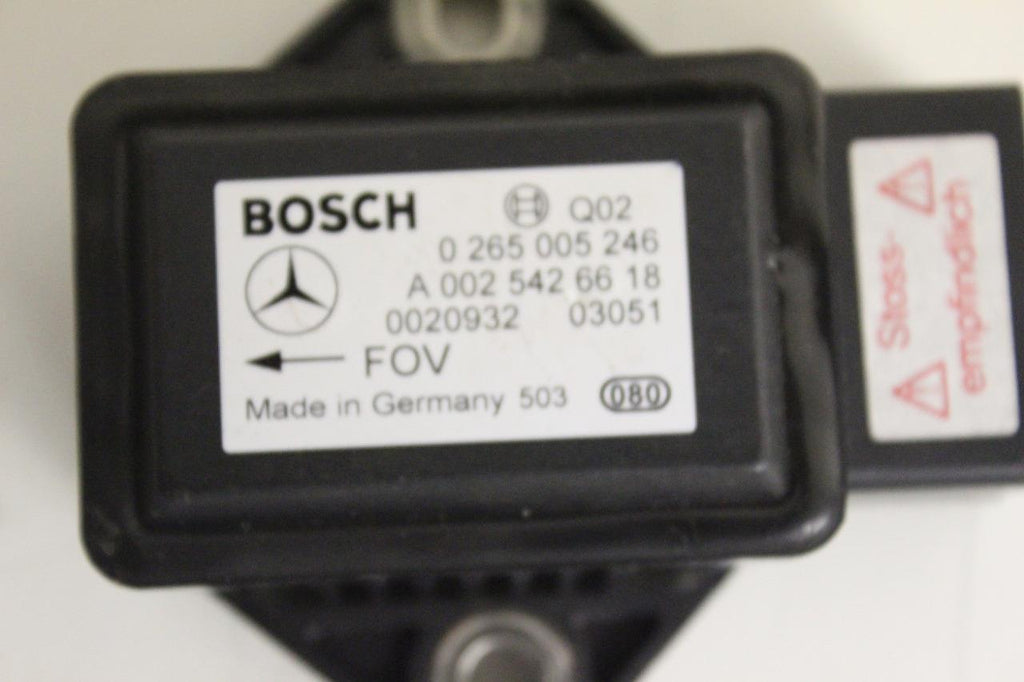 BOSCH Q02
0 265 005 246
A 002 542 66 18
0020932 03051
FOV
Made in Germany 503 080
Stoss-
empfindlich